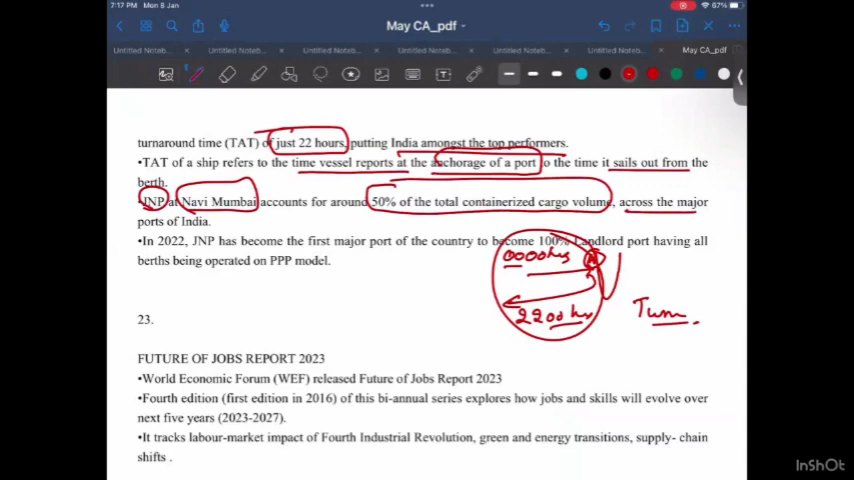 7:17 PM Mon 8 Jan
67%
May CA_pdf
Untitled Noteb...
Untitled Noteb...
Untitled Noteb...
Untitled Noteb...
Untitled Noteb...
Untitled Noteb...
May CA_pdf
turnaround time (TAT) of just 22 hours, putting India amongst the top performers.
•TAT of a ship refers to the time vessel reports at the anchorage of a port to the time it sails out from the
berth.
•JNP at Navi Mumbai accounts for around 50% of the total containerized cargo volume, across the major
ports of India.
•In 2022, JNP has become the first major port of the country to become 100% Landlord port having all
berths being operated on PPP model.
0000hrs
2200 hrs
Turn
23.
FUTURE OF JOBS REPORT 2023
•World Economic Forum (WEF) released Future of Jobs Report 2023
•Fourth edition (first edition in 2016) of this bi-annual series explores how jobs and skills will evolve over
next five years (2023-2027).
•It tracks labour-market impact of Fourth Industrial Revolution, green and energy transitions, supply- chain
shifts .
InShOt